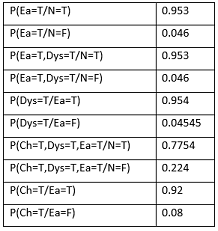 P(Ea=T/N=T) 0.953
P(Ea=T/N=F) 0.046
P(Ea=T,Dys=T/N=T) 0.953
P(Ea=T,Dys=T/N=F) 0.046
P(Dys=T/Ea=T) 0.954
P(Dys=T/Ea=F) 0.04545
P(Ch=T,Dys=T,Ea=T/N=T) 0.7754
P(Ch=T,Dys=T,Ea=T/N=F) 0.224
P(Ch=T/Ea=T) 0.92
P(Ch=T/Ea=F) 0.08